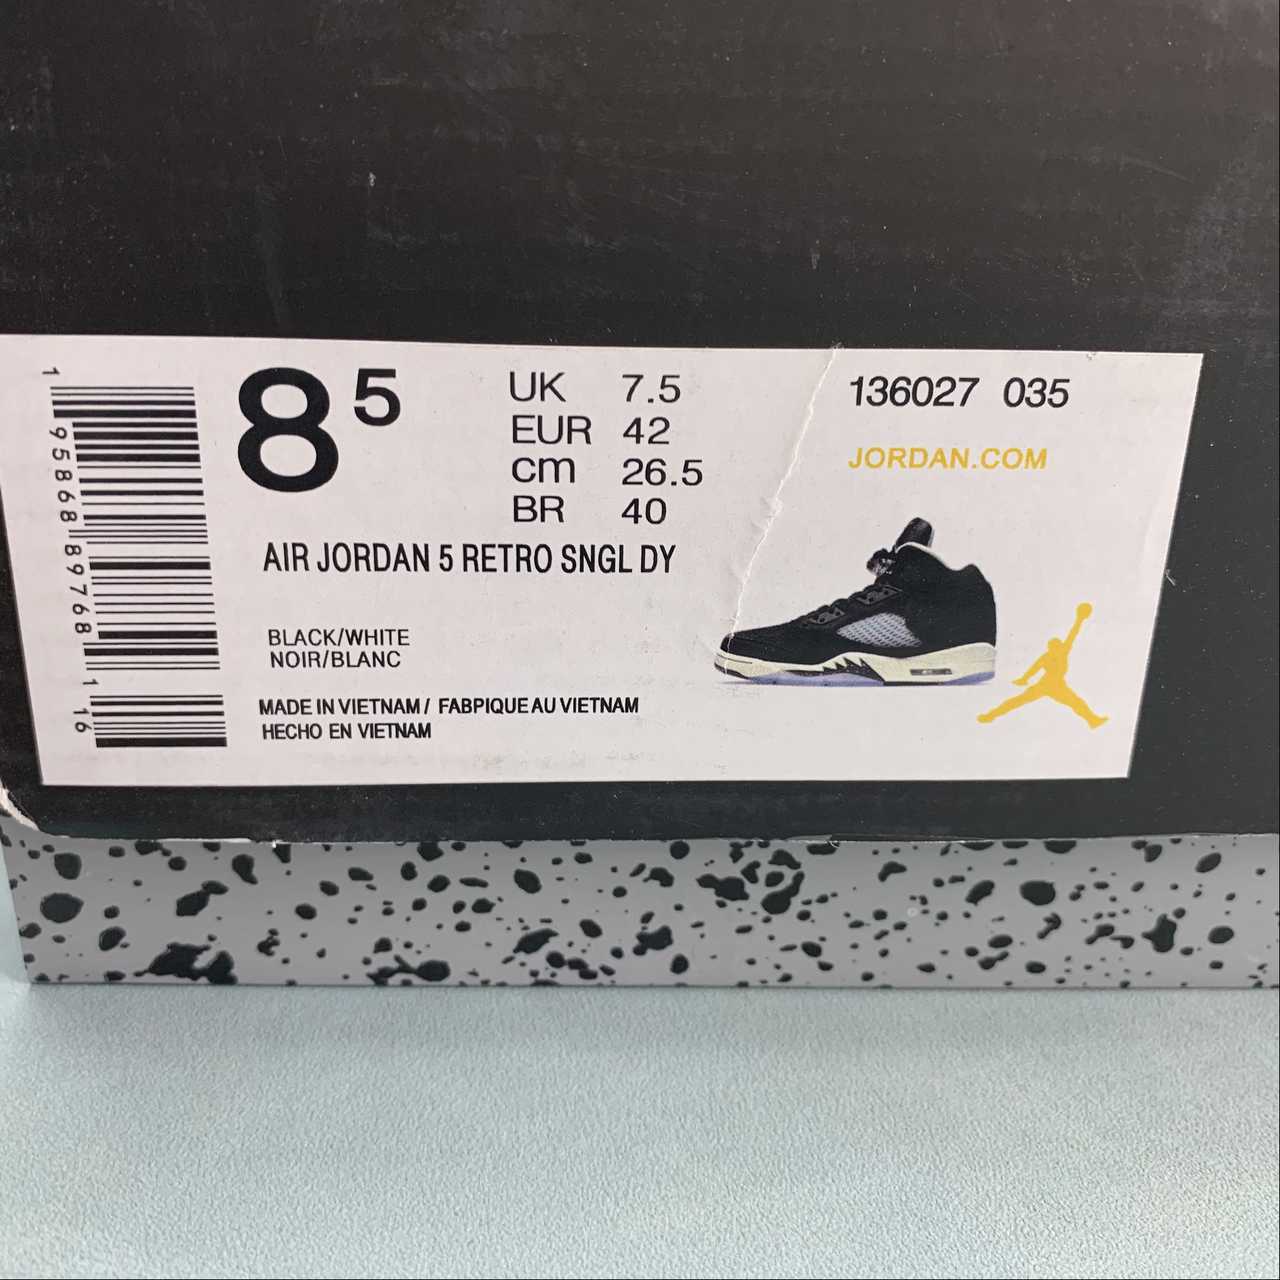 1 95868 89768 1 16
8 5
UK 7.5
EUR 42
cm 26.5
BR 40
136027 035
JORDAN.COM
AIR JORDAN 5 RETRO SNGL DY
BLACK/WHITE
NOIR/BLANC
MADE IN VIETNAM / FABPIQUE AU VIETNAM
HECHO EN VIETNAM